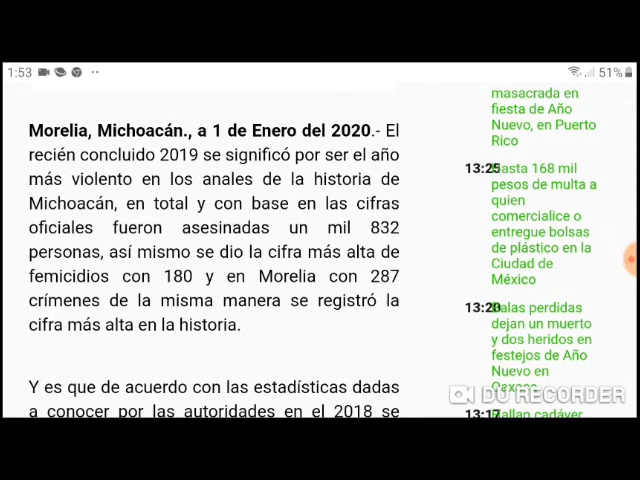 1:53
51%
Morelia, Michoacán., a 1 de Enero del 2020.- El
recién concluido 2019 se significó por ser el año
más violento en los anales de la historia de
Michoacán, en total y con base en las cifras
oficiales fueron asesinadas un mil 832
personas, así mismo se dio la cifra más alta de
femicidios con 180 y en Morelia con 287
crímenes de la misma manera se registró la
cifra más alta en la historia.
Y es que de acuerdo con las estadísticas dadas
a conocer por las autoridades en el 2018 se
masacrada en
fiesta de Año
Nuevo, en Puerto
Rico
13:25 Hasta 168 mil
pesos de multa a
quien
comercialice o
entregue bolsas
de plástico en la
Ciudad de
México
13:20 Balas perdidas
dejan un muerto
y dos heridos en
festejos de Año
Nuevo en
Oaxaca
13:17 Hallan cadáver
DU RECORDER